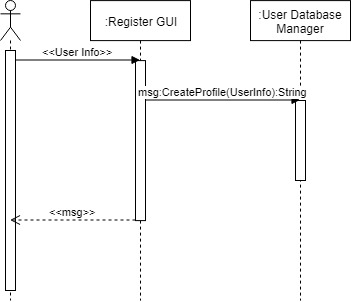 :Register GUI
:User Database
Manager
<<User Info>>
msg:CreateProfile(UserInfo):String
<<msg>>